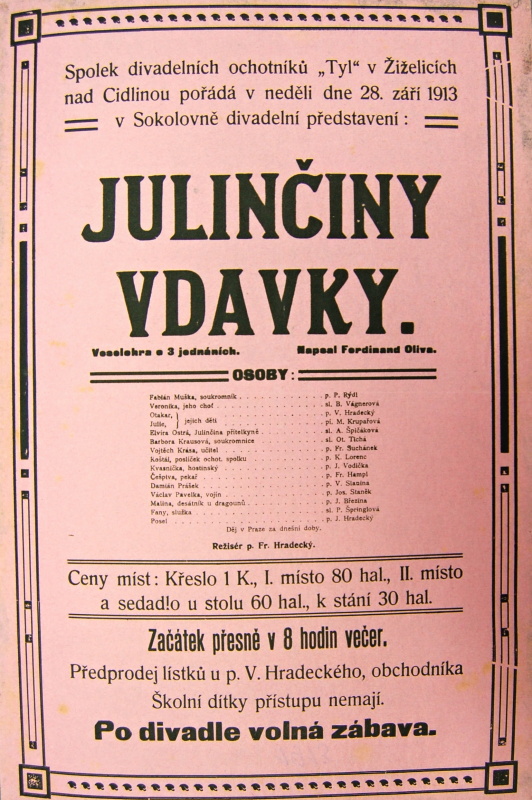 Spolek divadelních ochotníků „Tyl" v Žiželicích
nad Cidlinou pořádá v neděli dne 28. září 1913
v Sokolovně divadelní představení :
JULINČINY
VDAVKY.
Veselohra o 3 jednáních. Napsal Ferdinand Oliva.
OSOBY:
Fabián Muška, soukromník . . . p. P. Rýdl
Veronika, jeho choť . . . sl. B. Vágnerová
Otakar, } jejich děti . . . p. V. Hradecký
Julie, } . . . pí. M. Krupařová
Elvíra Ostrá, Julinčina přítelkyně . . . sl. A. Špičáková
Barbora Krausová, soukromnice . . . sl. Ot. Tichá
Vojtěch Krása, učitel . . . p. Fr. Suchánek
Košťál, poslíček ochot. spolku . . . p. K. Lorenc
Kvasnička, hostinský . . . p. J. Vodička
Češpiva, pekař . . . p. Fr. Hampl
Damián Prášek . . . p. V. Slanina
Václav Pavelka, vojín . . . p. Jos. Staněk
Malina, desátník u dragounů . . . p. J. Březina
Fany, služka . . . sl. P. Špringlová
Posel . . . p. J. Hradecký
Děj v Praze za dnešní doby.
Režisér p. Fr. Hradecký.
Ceny míst : Křeslo 1 K., I. místo 80 hal., II. místo
a sedadlo u stolu 60 hal., k stání 30 hal.
Začátek přesně v 8 hodin večer.
Předprodej lístků u p. V. Hradeckého, obchodníka
Školní dítky přístupu nemají.
Po divadle volná zábava.